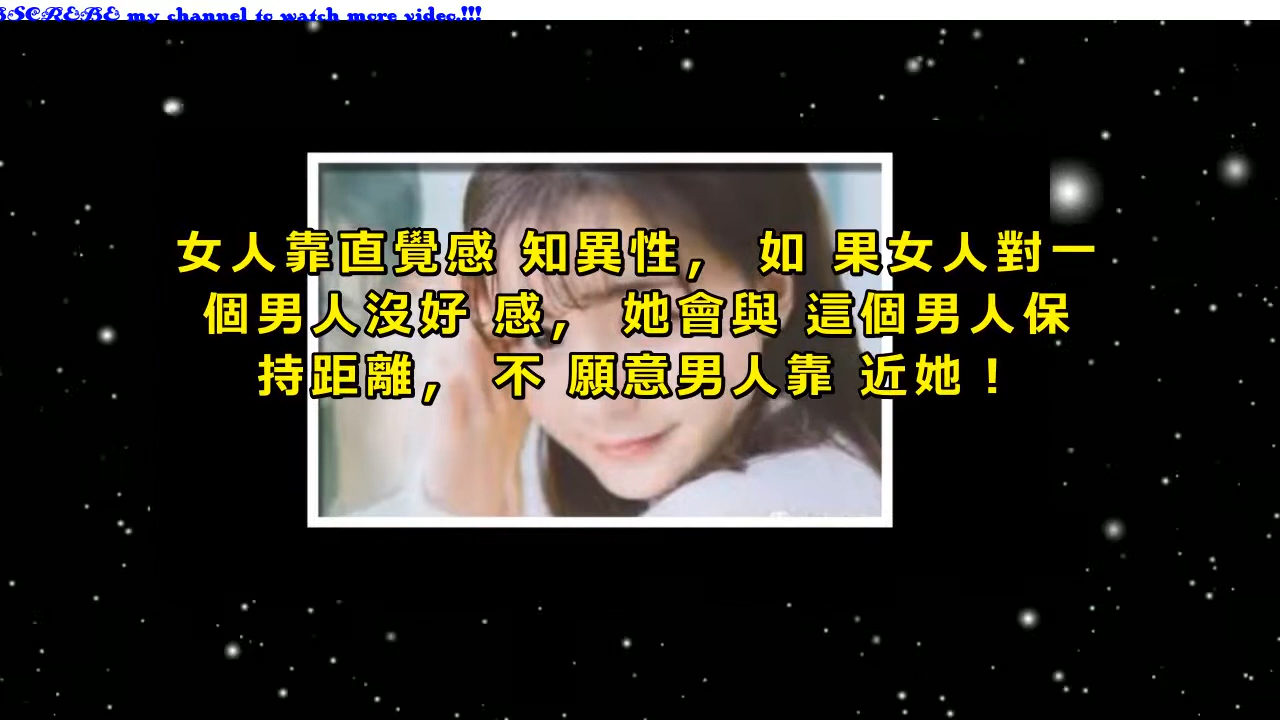 SCREBE my channel to watch more video.!!!
女人靠直覺感 知異性， 如 果女人對一
個男人沒好 感， 她會與 這個男人保
持距離， 不 願意男人靠 近她！